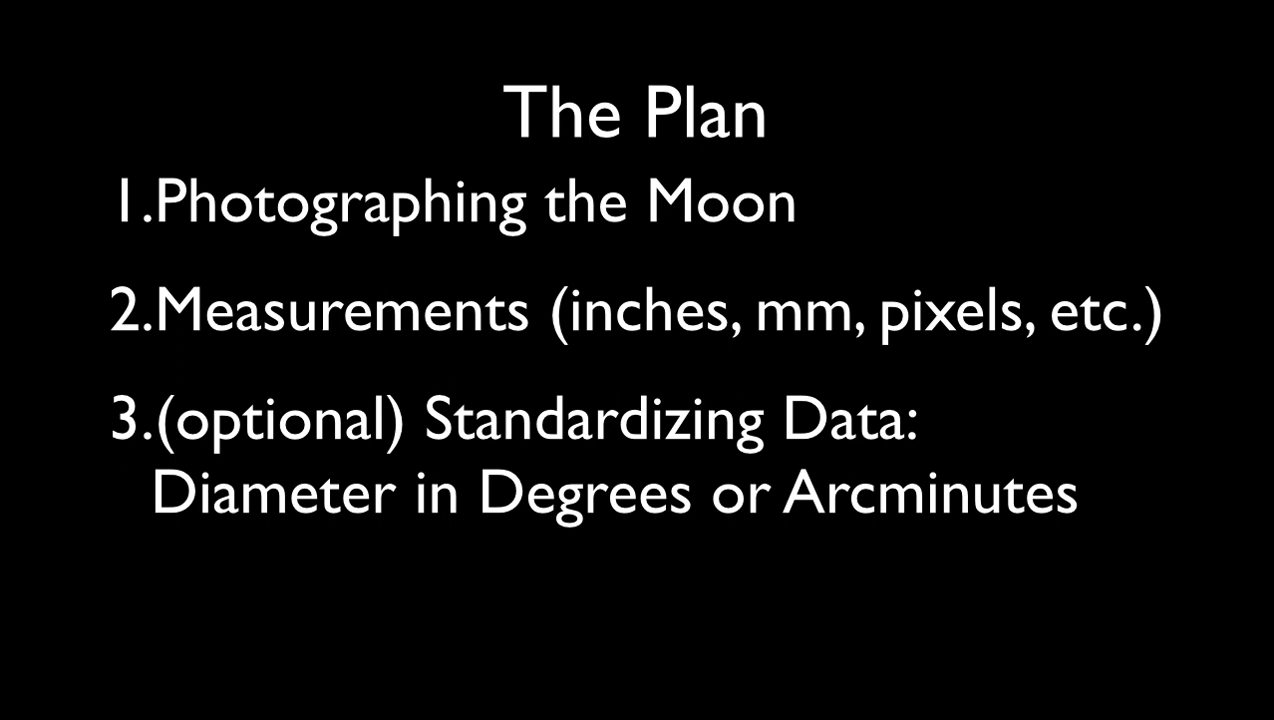 The Plan
1.Photographing the Moon
2.Measurements (inches, mm, pixels, etc.)
3.(optional) Standardizing Data:
Diameter in Degrees or Arcminutes